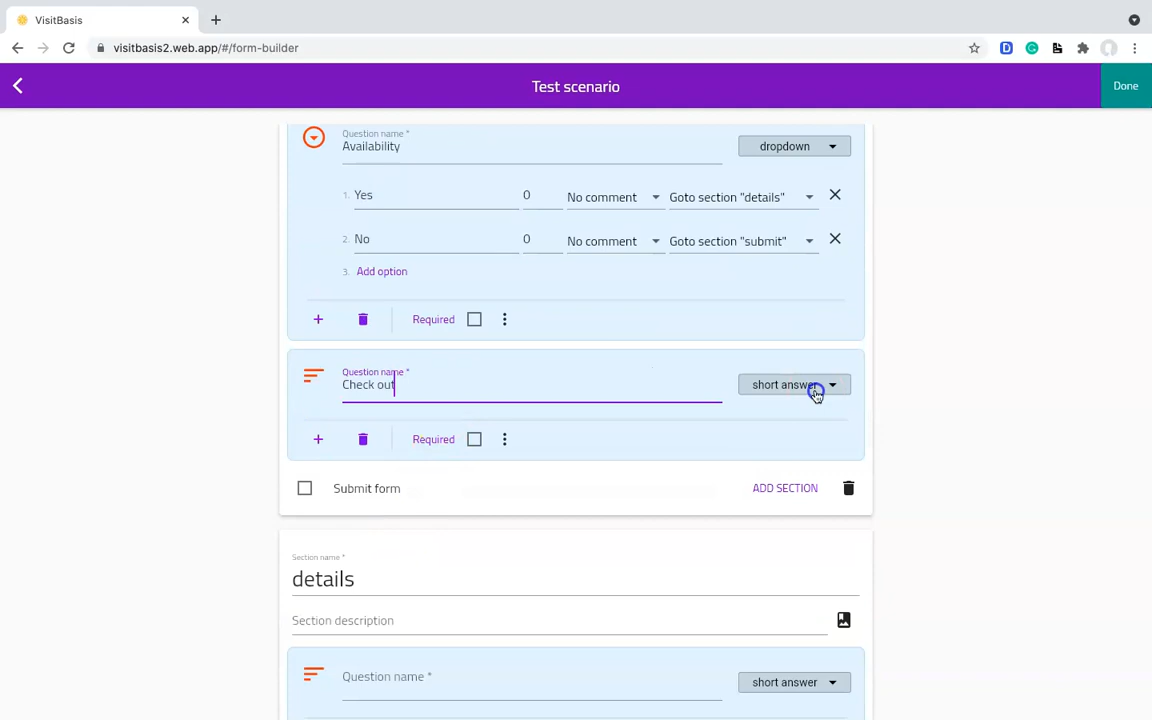 VisitBasis
visitbasis2.web.app/#/form-builder
Test scenario
Done
Question name *
Availability
dropdown
1. Yes 0 No comment Goto section "details"
2. No 0 No comment Goto section "submit"
3. Add option
Required
Question name *
Check out
short answer
Required
Submit form ADD SECTION
Section name *
details
Section description
Question name * short answer